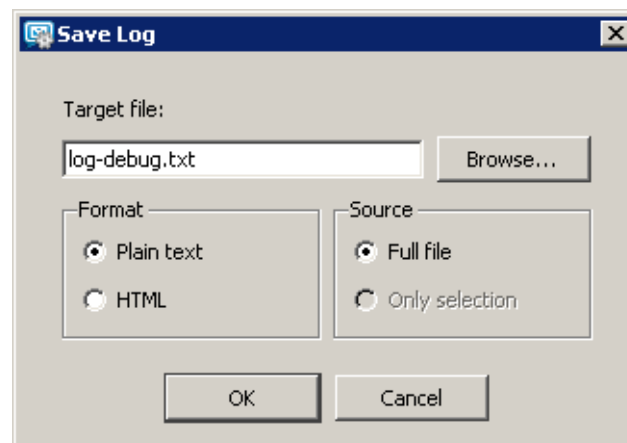 Save Log
Target file:
log-debug.txt
Browse...
Format
Source
Plain text
Full file
HTML
Only selection
OK
Cancel